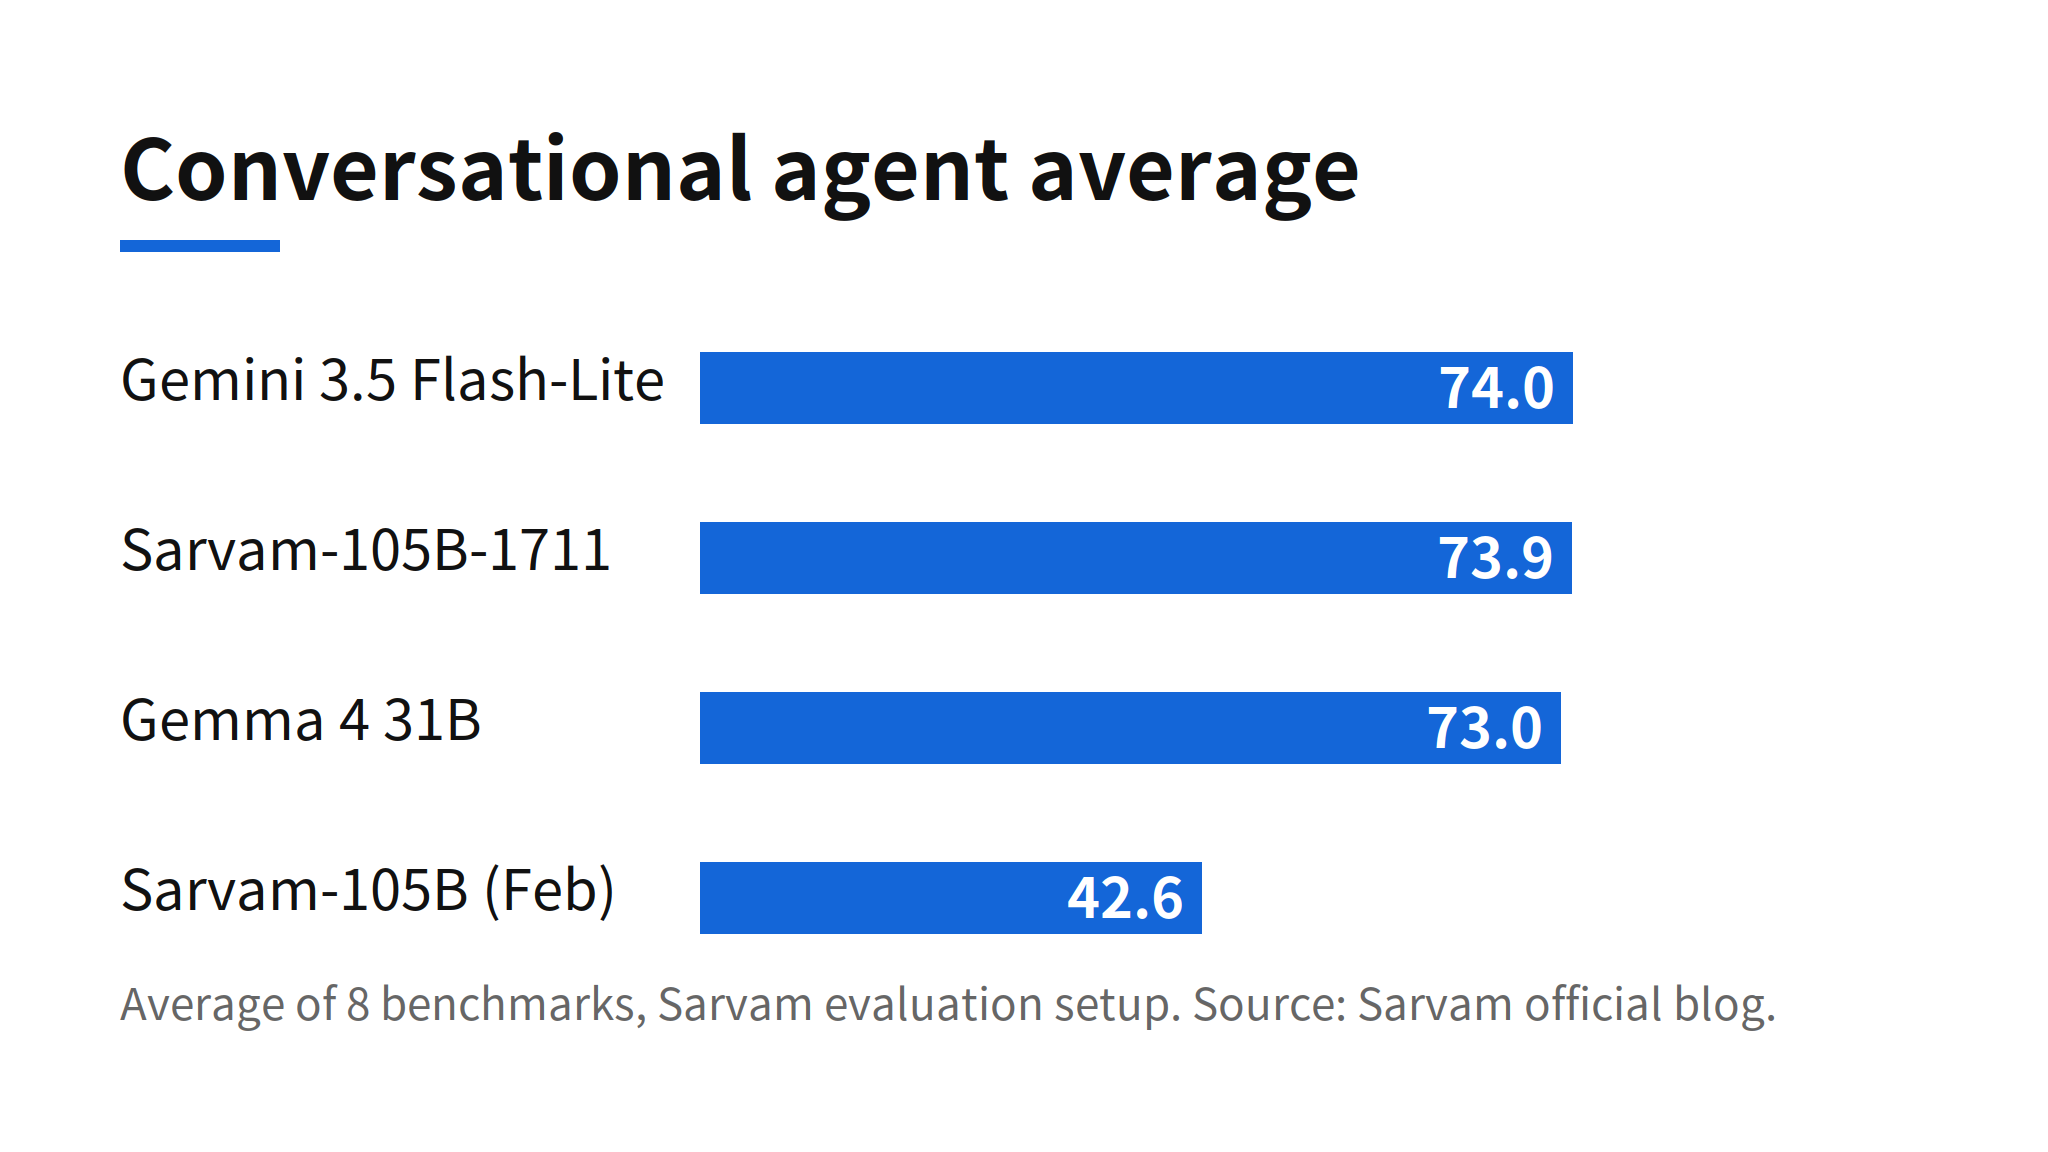 Conversational agent average
Gemini 3.5 Flash-Lite 74.0
Sarvam-105B-1711 73.9
Gemma 4 31B 73.0
Sarvam-105B (Feb) 42.6
Average of 8 benchmarks, Sarvam evaluation setup. Source: Sarvam official blog.